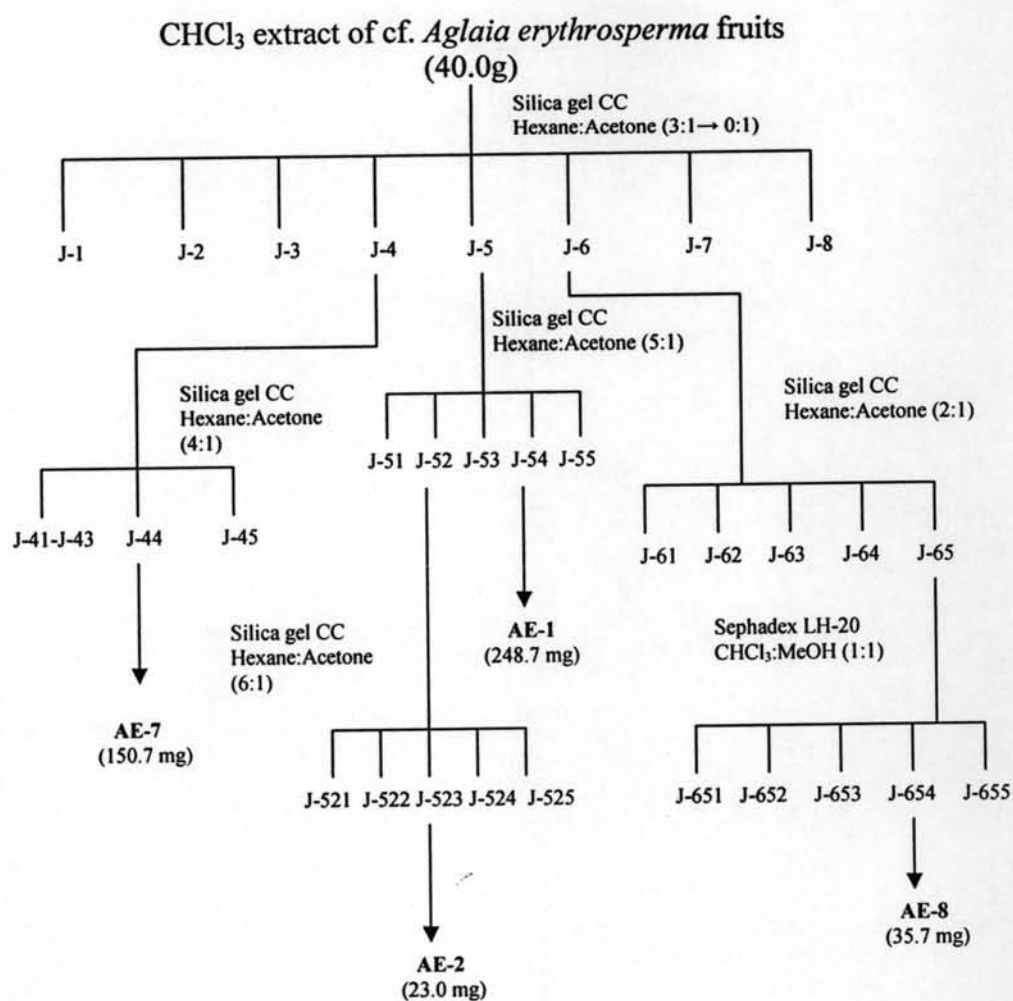 CHCl₃ extract of cf. Aglaia erythrosperma fruits
(40.0g)
Silica gel CC
Hexane:Acetone (3:1→ 0:1)
J-1 J-2 J-3 J-4 J-5 J-6 J-7 J-8
Silica gel CC
Hexane:Acetone
(4:1)
J-41-J-43 J-44 J-45
AE-7
(150.7 mg)
Silica gel CC
Hexane:Acetone (5:1)
J-51 J-52 J-53 J-54 J-55
AE-1
(248.7 mg)
Silica gel CC
Hexane:Acetone
(6:1)
J-521 J-522 J-523 J-524 J-525
AE-2
(23.0 mg)
Silica gel CC
Hexane:Acetone (2:1)
J-61 J-62 J-63 J-64 J-65
Sephadex LH-20
CHCl₃:MeOH (1:1)
J-651 J-652 J-653 J-654 J-655
AE-8
(35.7 mg)